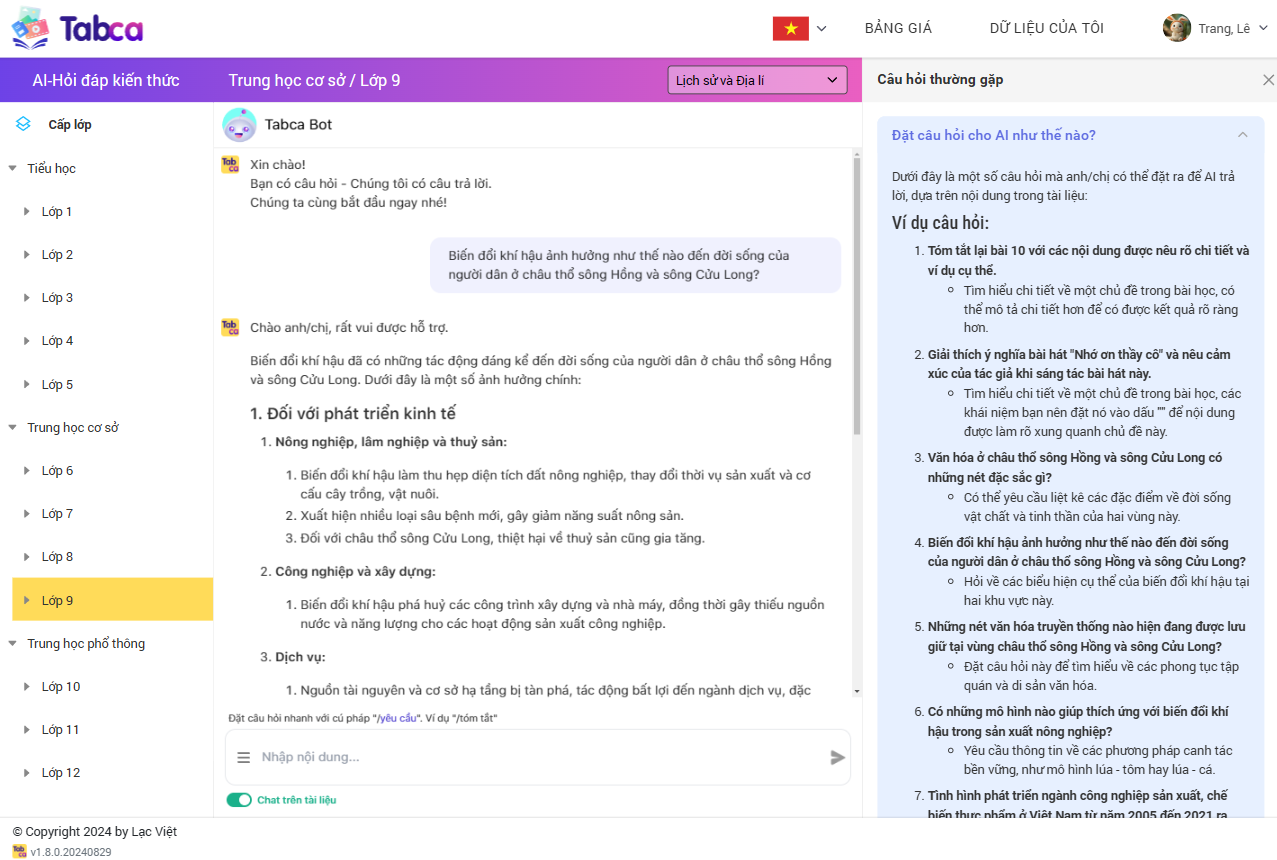 Tabca
BẢNG GIÁ
DỮ LIỆU CỦA TÔI
Trang, Lê
AI-Hỏi đáp kiến thức
Trung học cơ sở / Lớp 9
Lịch sử và Địa lí
Câu hỏi thường gặp
Cấp lớp
Tiểu học
Lớp 1
Lớp 2
Lớp 3
Lớp 4
Lớp 5
Trung học cơ sở
Lớp 6
Lớp 7
Lớp 8
Lớp 9
Trung học phổ thông
Lớp 10
Lớp 11
Lớp 12
Tabca Bot
Tab ca
Xin chào!
Bạn có câu hỏi - Chúng tôi có câu trả lời.
Chúng ta cùng bắt đầu ngay nhé!
Biến đổi khí hậu ảnh hưởng như thế nào đến đời sống của
người dân ở châu thổ sông Hồng và sông Cửu Long?
Tab ca
Chào anh/chị, rất vui được hỗ trợ.
Biến đổi khí hậu đã có những tác động đáng kể đến đời sống của người dân ở châu thổ sông Hồng
và sông Cửu Long. Dưới đây là một số ảnh hưởng chính:
1. Đối với phát triển kinh tế
1. Nông nghiệp, lâm nghiệp và thuỷ sản:
1. Biến đổi khí hậu làm thu hẹp diện tích đất nông nghiệp, thay đổi thời vụ sản xuất và cơ
cấu cây trồng, vật nuôi.
2. Xuất hiện nhiều loại sâu bệnh mới, gây giảm năng suất nông sản.
3. Đối với châu thổ sông Cửu Long, thiệt hại về thuỷ sản cũng gia tăng.
2. Công nghiệp và xây dựng:
1. Biến đổi khí hậu phá huỷ các công trình xây dựng và nhà máy, đồng thời gây thiếu nguồn
nước và năng lượng cho các hoạt động sản xuất công nghiệp.
3. Dịch vụ:
1. Nguồn tài nguyên và cơ sở hạ tầng bị tàn phá, tác động bất lợi đến ngành dịch vụ, đặc
Đặt câu hỏi nhanh với cú pháp "/yêu cầu". Ví dụ "/tóm tắt"
Nhập nội dung...
Chat trên tài liệu
Đặt câu hỏi cho AI như thế nào?
Dưới đây là một số câu hỏi mà anh/chị có thể đặt ra để AI trả
lời, dựa trên nội dung trong tài liệu:
Ví dụ câu hỏi:
1. Tóm tắt lại bài 10 với các nội dung được nêu rõ chi tiết và
ví dụ cụ thể.
Tìm hiểu chi tiết về một chủ đề trong bài học, có
thể mô tả chi tiết hơn để có được kết quả rõ ràng
hơn.
2. Giải thích ý nghĩa bài hát "Nhớ ơn thầy cô" và nêu cảm
xúc của tác giả khi sáng tác bài hát này.
Tìm hiểu chi tiết về một chủ đề trong bài học, các
khái niệm bạn nên đặt nó vào dấu "" để nội dung
được làm rõ xung quanh chủ đề này.
3. Văn hóa ở châu thổ sông Hồng và sông Cửu Long có
những nét đặc sắc gì?
Có thể yêu cầu liệt kê các đặc điểm về đời sống
vật chất và tinh thần của hai vùng này.
4. Biến đổi khí hậu ảnh hưởng như thế nào đến đời sống
của người dân ở châu thổ sông Hồng và sông Cửu Long?
Hỏi về các biểu hiện cụ thể của biến đổi khí hậu tại
hai khu vực này.
5. Những nét văn hóa truyền thống nào hiện đang được lưu
giữ tại vùng châu thổ sông Hồng và sông Cửu Long?
Đặt câu hỏi này để tìm hiểu về các phong tục tập
quán và di sản văn hóa.
6. Có những mô hình nào giúp thích ứng với biến đổi khí
hậu trong sản xuất nông nghiệp?
Yêu cầu thông tin về các phương pháp canh tác
bền vững, như mô hình lúa - tôm hay lúa - cá.
7. Tình hình phát triển ngành công nghiệp sản xuất, chế
biến thực phẩm ở Việt Nam từ năm 2005 đến 2021 ra
© Copyright 2024 by Lạc Việt
Tab ca
v1.8.0.20240829